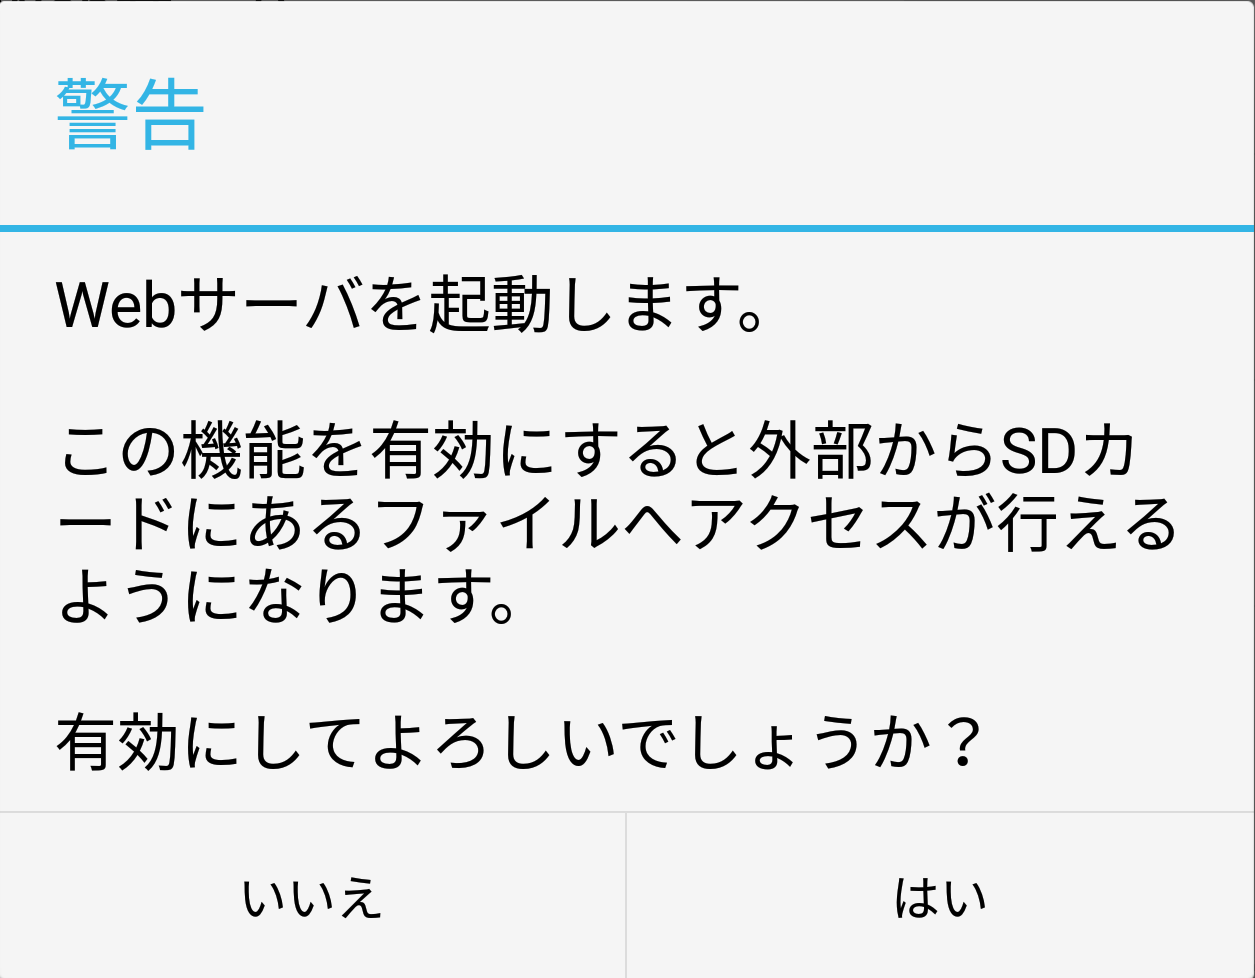 警告
Webサーバを起動します。
この機能を有効にすると外部からSDカ
ードにあるファイルへアクセスが行える
ようになります。
有効にしてよろしいでしょうか？
いいえ
はい